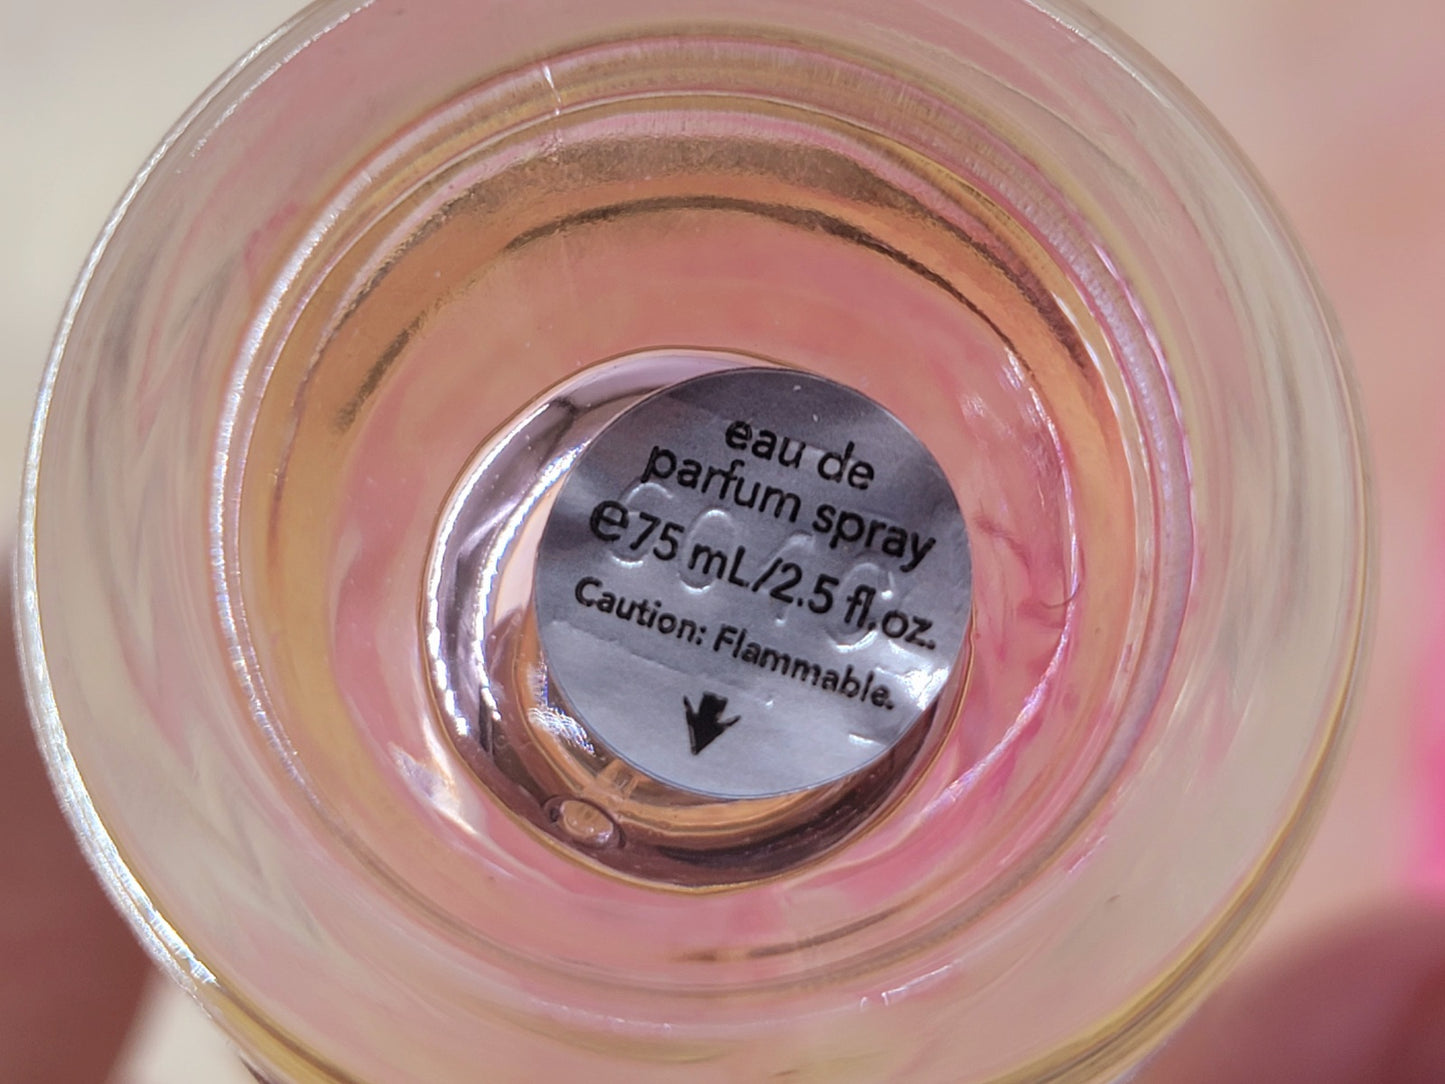 eau de
parfum spray
℮75 mL/2.5 fl.oz.
Caution: Flammable.